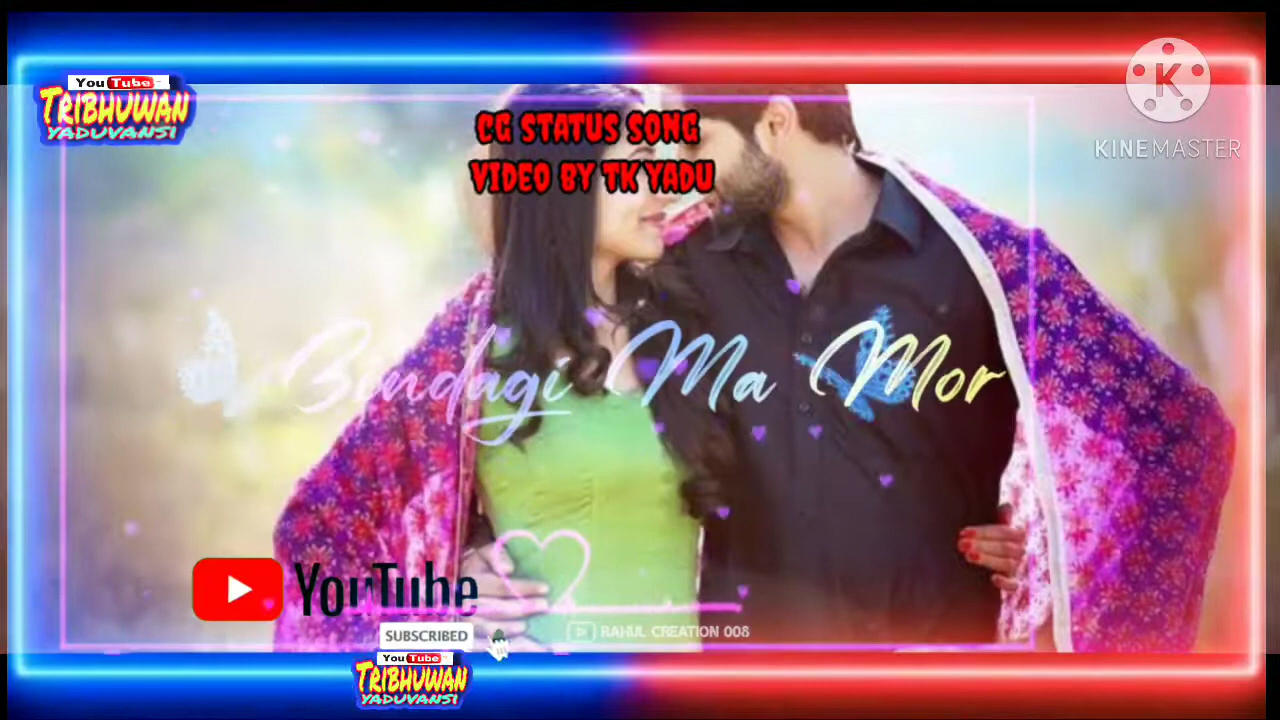 YouTube
TRIBHUWAN
YADUVANSI
CG STATUS SONG
VIDEO BY TK YADU
K
KINEMASTER
Bindagi Ma Mor
YouTube
SUBSCRIBED
RAHUL CREATION 008
YouTube
TRIBHUWAN
YADUVANSI